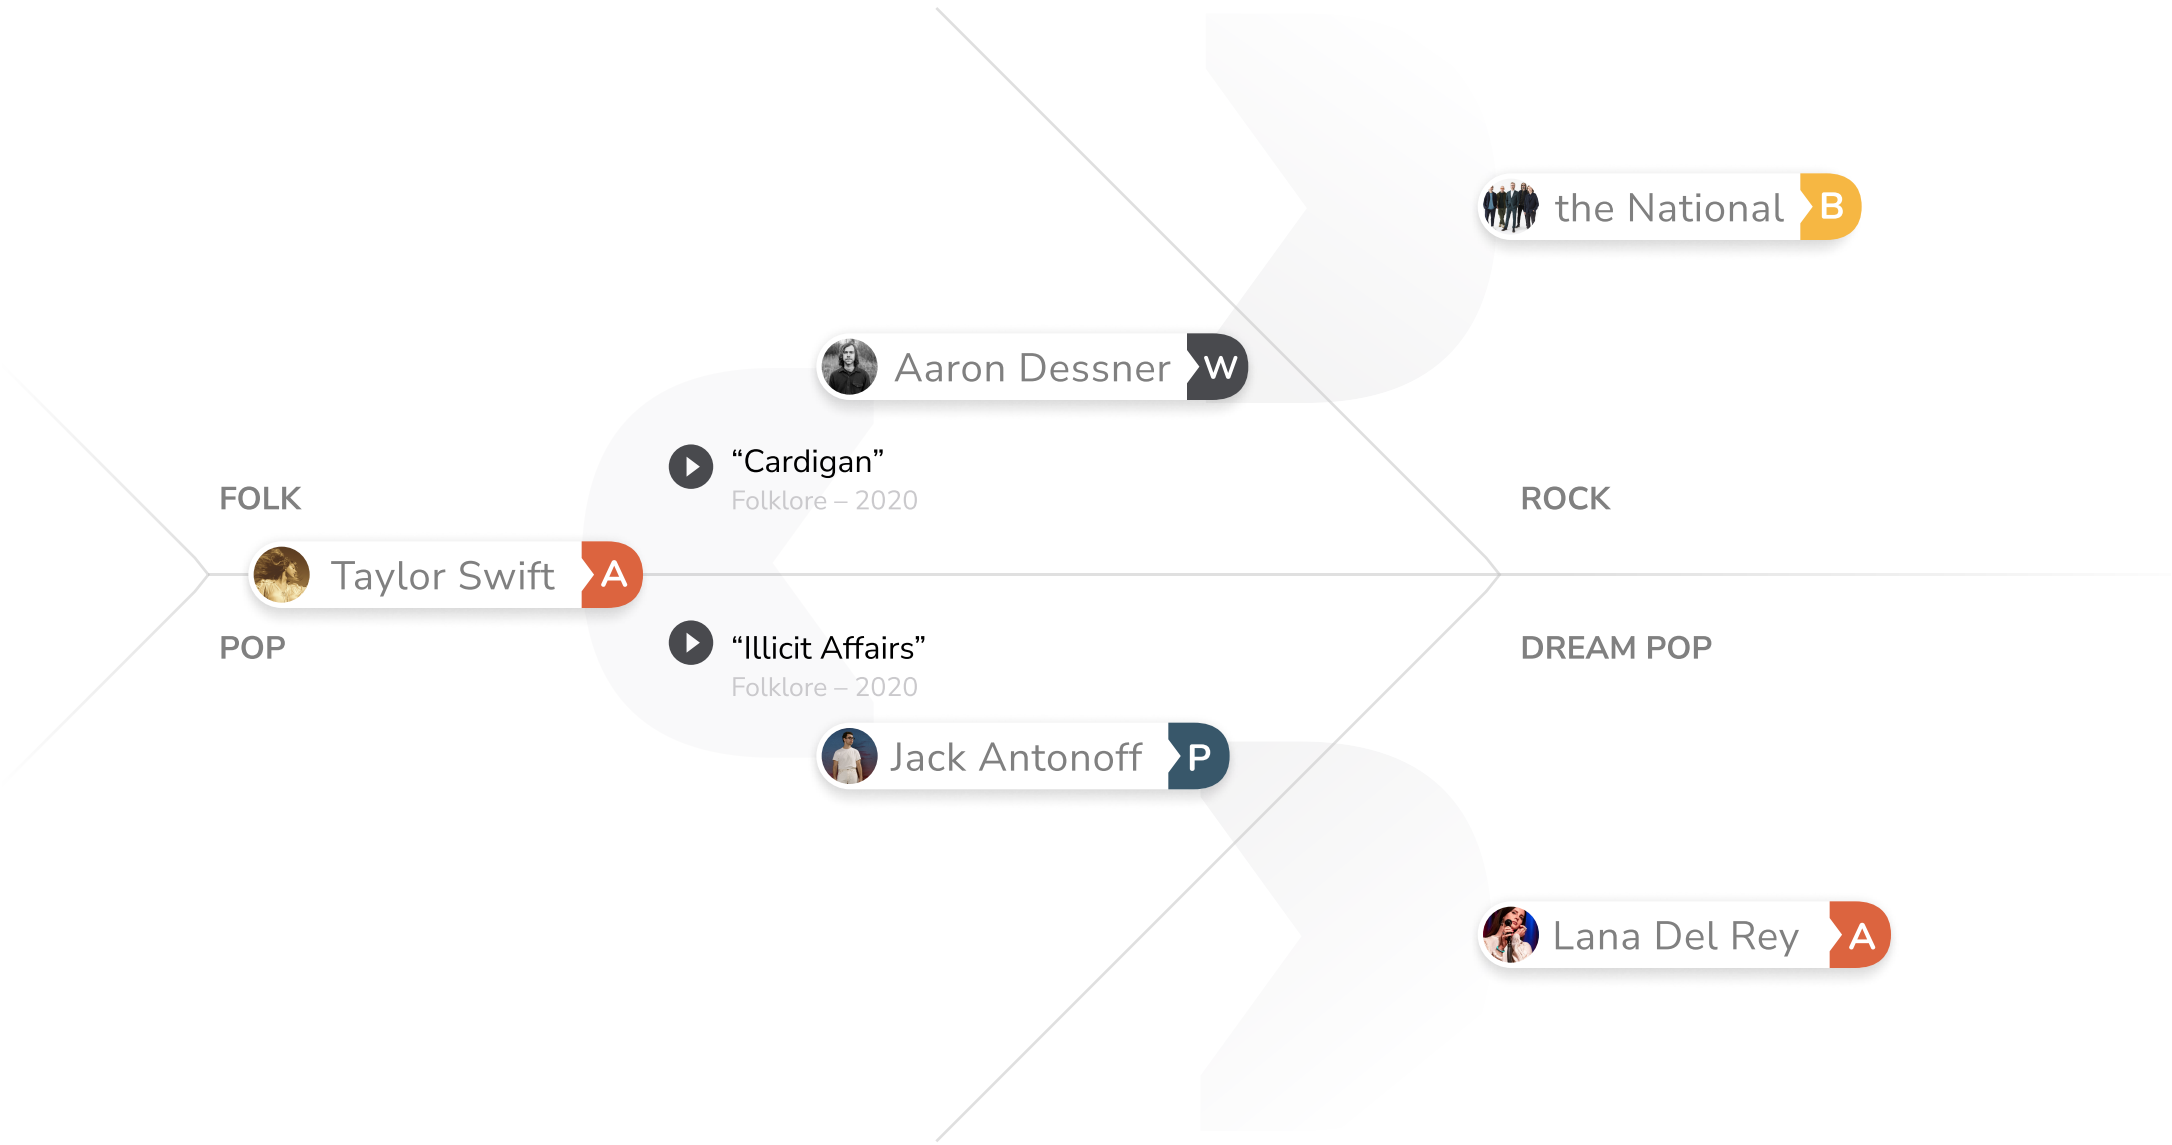 the National B
Aaron Dessner W
“Cardigan”
Folklore – 2020
FOLK
ROCK
Taylor Swift A
POP
“Illicit Affairs”
Folklore – 2020
DREAM POP
Jack Antonoff P
Lana Del Rey A